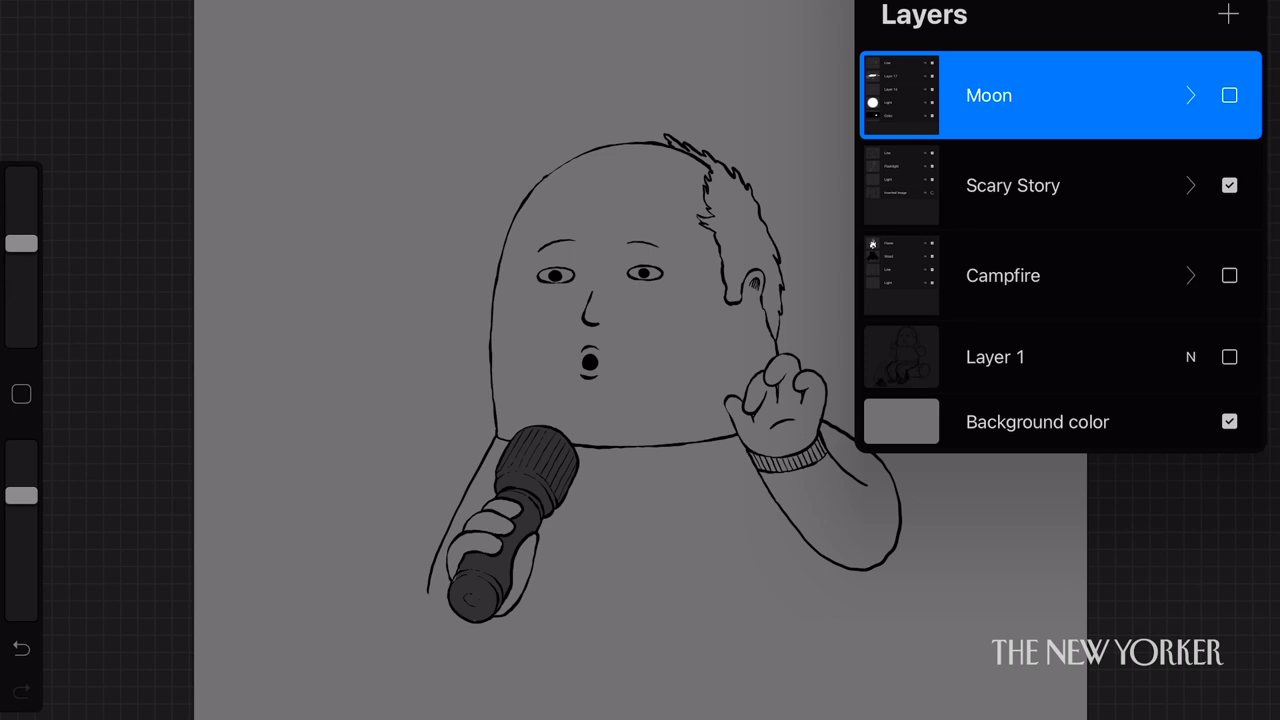 Layers
Moon
Scary Story
Campfire
Layer 1 N
Background color
THE NEW YORKER